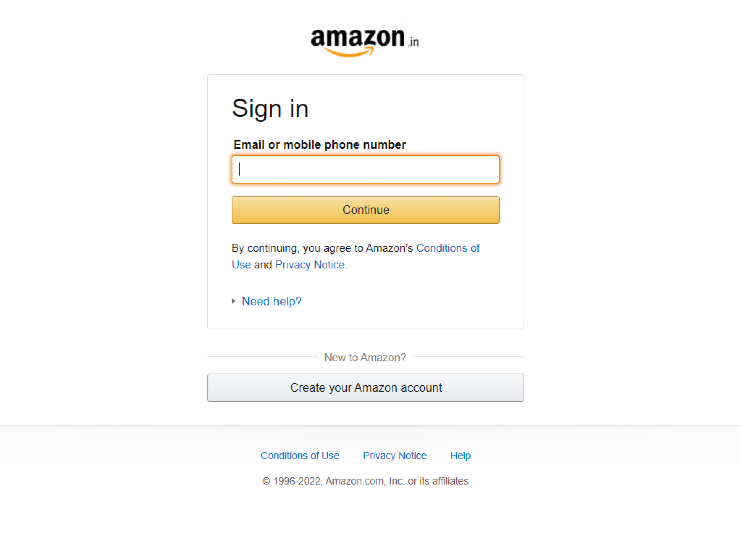 amazon.in
Sign in
Email or mobile phone number
Continue
By continuing, you agree to Amazon's Conditions of
Use and Privacy Notice.
Need help?
New to Amazon?
Create your Amazon account
Conditions of Use Privacy Notice Help
© 1996-2022, Amazon.com, Inc. or its affiliates